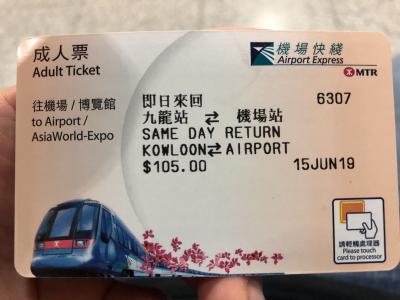 成人票
Adult Ticket
往機場 / 博覽館
to Airport /
AsiaWorld-Expo
機場快綫
Airport Express
MTR
即日來回 6307
九龍站 ⇄ 機場站
SAME DAY RETURN
KOWLOON⇄AIRPORT
$105.00 15JUN19
請輕觸處理器
Please touch
card to processor